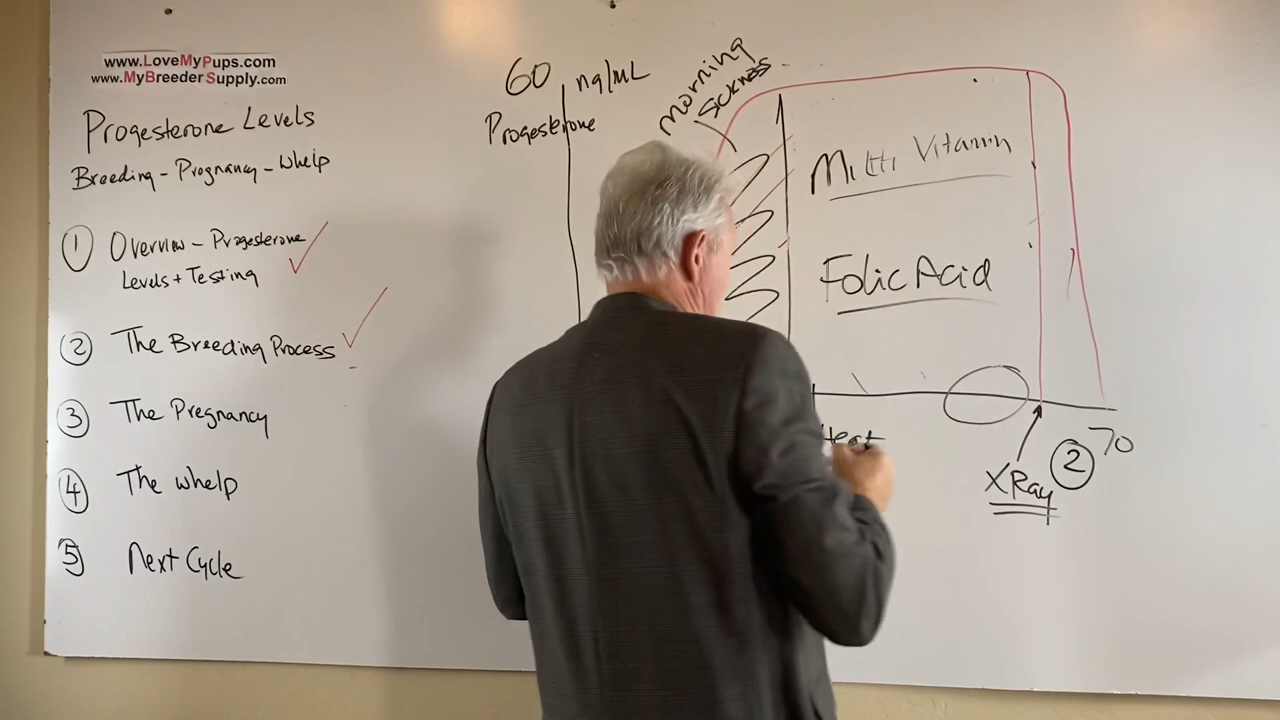 www.LoveMyPups.com
www.MyBreederSupply.com
Progesterone Levels
Breeding - Prognancy - Whelp
1 Overview - Progesterone
Levels + Testing
2 The Breeding Process
3 The Pregnancy
4 The Whelp
5 Next Cycle
60 ng/mL
Progesterone
Morning
Sickness
Multi Vitamin
Folic Acid
Heart
XRay
2
70